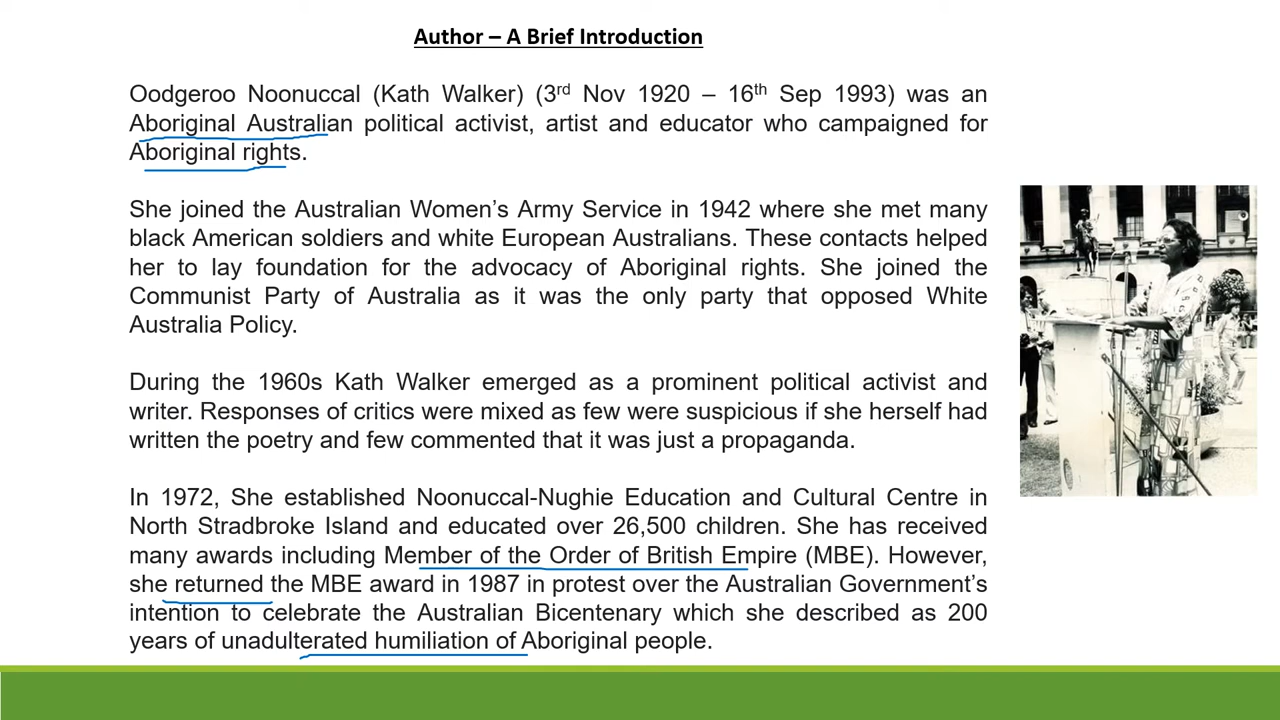 Author – A Brief Introduction
Oodgeroo Noonuccal (Kath Walker) (3rd Nov 1920 – 16th Sep 1993) was an
Aboriginal Australian political activist, artist and educator who campaigned for
Aboriginal rights.
She joined the Australian Women’s Army Service in 1942 where she met many
black American soldiers and white European Australians. These contacts helped
her to lay foundation for the advocacy of Aboriginal rights. She joined the
Communist Party of Australia as it was the only party that opposed White
Australia Policy.
During the 1960s Kath Walker emerged as a prominent political activist and
writer. Responses of critics were mixed as few were suspicious if she herself had
written the poetry and few commented that it was just a propaganda.
In 1972, She established Noonuccal-Nughie Education and Cultural Centre in
North Stradbroke Island and educated over 26,500 children. She has received
many awards including Member of the Order of British Empire (MBE). However,
she returned the MBE award in 1987 in protest over the Australian Government’s
intention to celebrate the Australian Bicentenary which she described as 200
years of unadulterated humiliation of Aboriginal people.